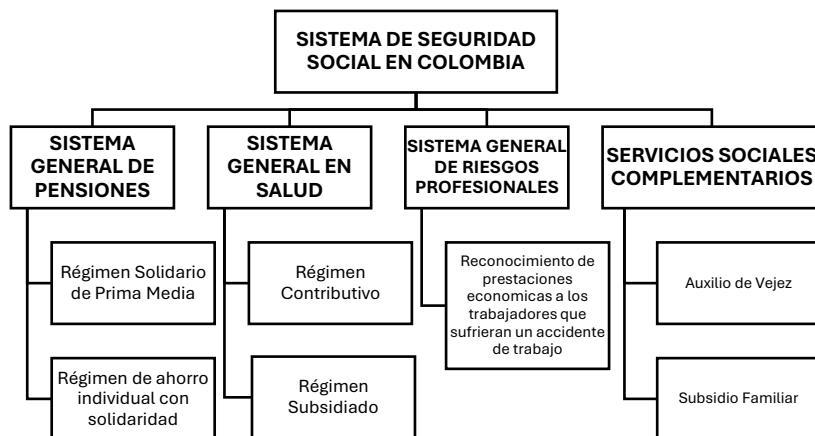 SISTEMA DE SEGURIDAD
SOCIAL EN COLOMBIA
SISTEMA
GENERAL DE
PENSIONES
Régimen Solidario
de Prima Media
Régimen de ahorro
individual con
solidaridad
SISTEMA
GENERAL EN
SALUD
Régimen
Contributivo
Régimen
Subsidiado
SISTEMA GENERAL
DE RIESGOS
PROFESIONALES
Reconocimiento de
prestaciones
economicas a los
trabajadores que
sufrieran un accidente
de trabajo
SERVICIOS SOCIALES
COMPLEMENTARIOS
Auxilio de Vejez
Subsidio Familiar